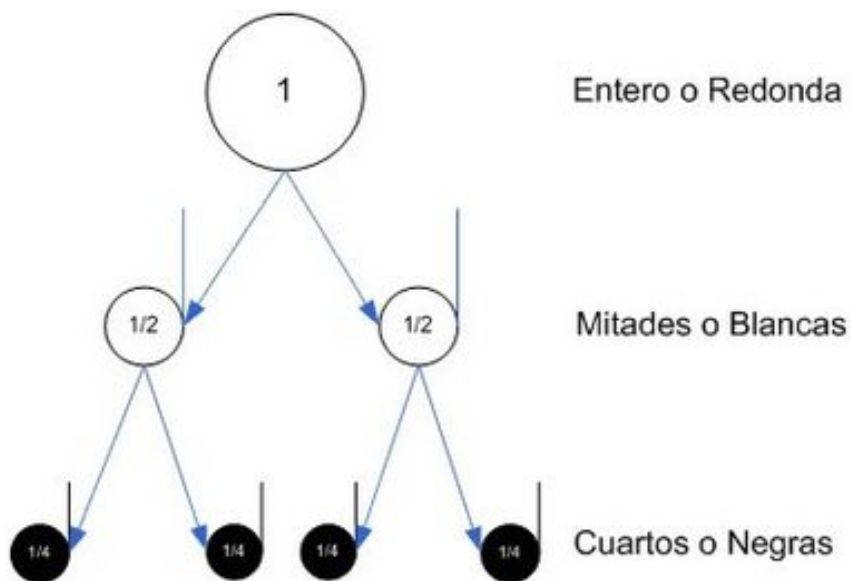 1 Entero o Redonda
1/2 1/2 Mitades o Blancas
1/4 1/4 1/4 1/4 Cuartos o Negras